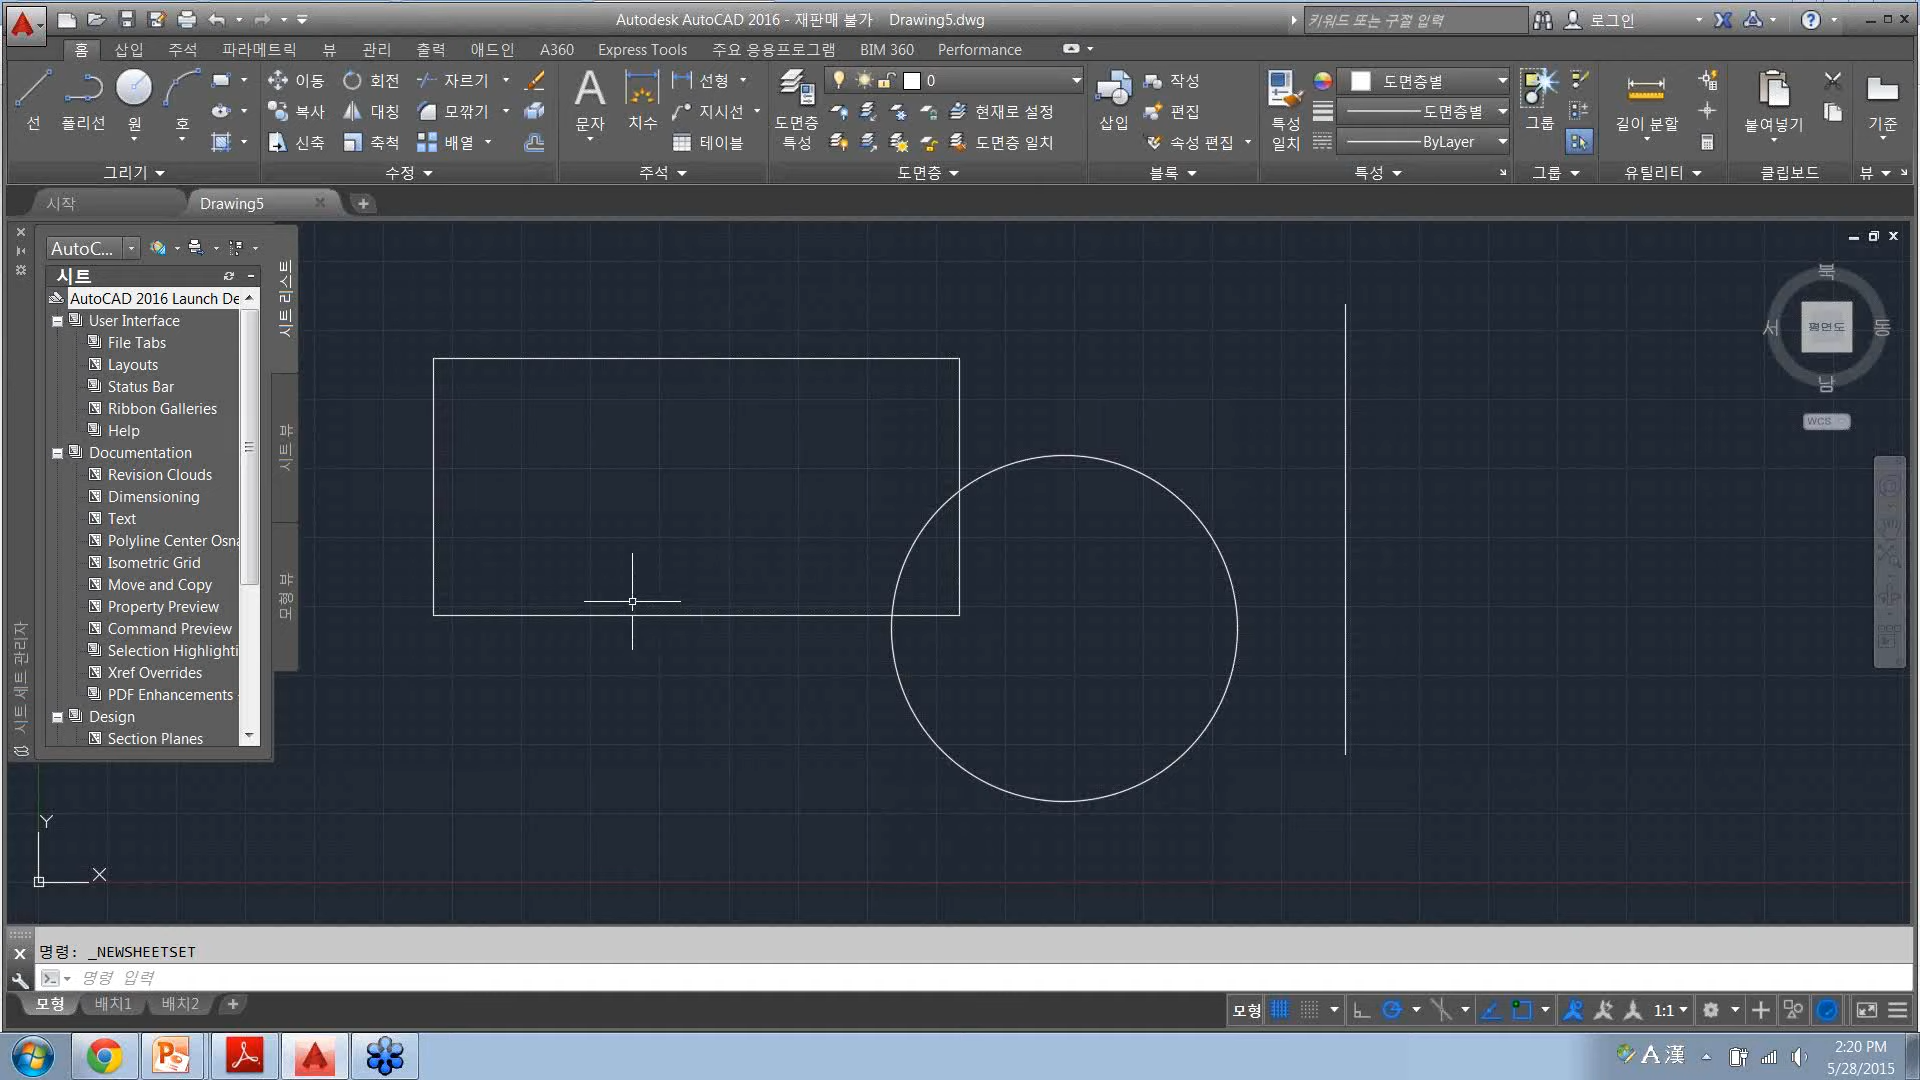 Autodesk AutoCAD 2016 - 재판매 불가 Drawing5.dwg
키워드 또는 구절 입력
로그인
홈 삽입 주석 파라메트릭 뷰 관리 출력 애드인 A360 Express Tools 주요 응용프로그램 BIM 360 Performance
선 폴리선 원 호
이동 회전 자르기
복사 대칭 모깎기
신축 축척 배열
문자 치수
선형
지시선
테이블
도면층 특성
0
현재로 설정
도면층 일치
삽입
작성
편집
속성 편집
특성 일치
도면층별
도면층별
ByLayer
그룹
길이 분할
붙여넣기
기준
그리기 수정 주석 도면층 블록 특성 그룹 유틸리티 클립보드 뷰
시작 Drawing5
AutoC...
시트
AutoCAD 2016 Launch De
User Interface
File Tabs
Layouts
Status Bar
Ribbon Galleries
Help
Documentation
Revision Clouds
Dimensioning
Text
Polyline Center Osna
Isometric Grid
Move and Copy
Property Preview
Command Preview
Selection Highlighti
Xref Overrides
PDF Enhancements -
Design
Section Planes
시트 리스트
시트 뷰
모형 뷰
시트 세트 관리자
북
서 평면도 동
남
WCS
Y
X
명령: _NEWSHEETSET
명령 입력
모형 배치1 배치2
모형
1:1
A 漢
2:20 PM
5/28/2015